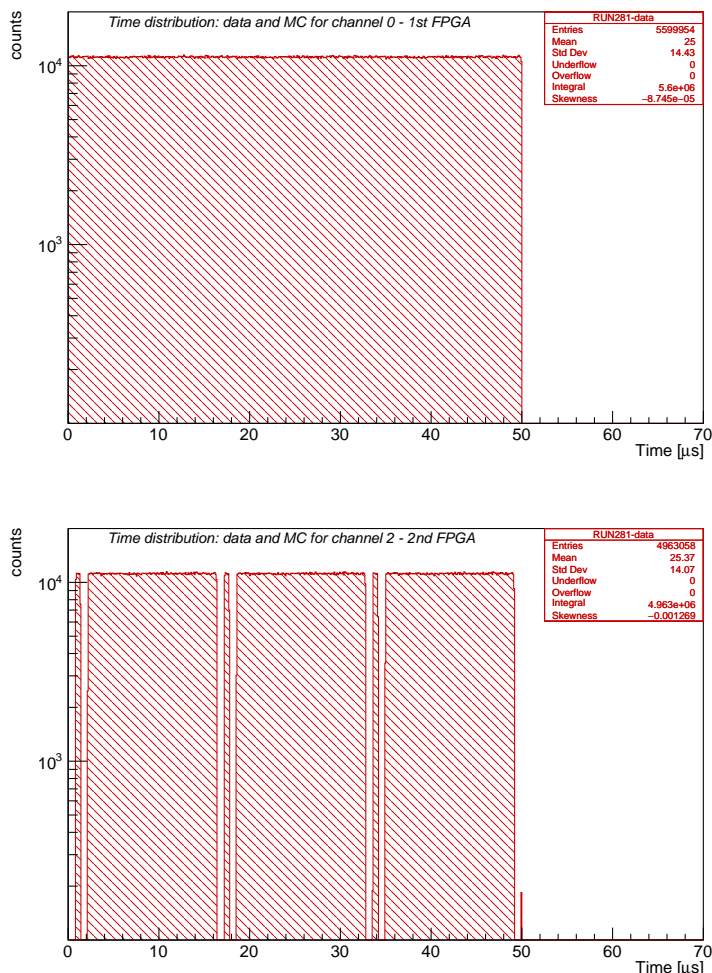 Time distribution: data and MC for channel 0 - 1st FPGA
counts
RUN281-data
Entries 5599954
Mean 25
Std Dev 14.43
Underflow 0
Overflow 0
Integral 5.6e+06
Skewness −8.745e−05
10⁴
10³
0 10 20 30 40 50 60 70
Time [μs]
Time distribution: data and MC for channel 2 - 2nd FPGA
counts
RUN281-data
Entries 4963058
Mean 25.37
Std Dev 14.07
Underflow 0
Overflow 0
Integral 4.963e+06
Skewness −0.001269
10⁴
10³
0 10 20 30 40 50 60 70
Time [μs]